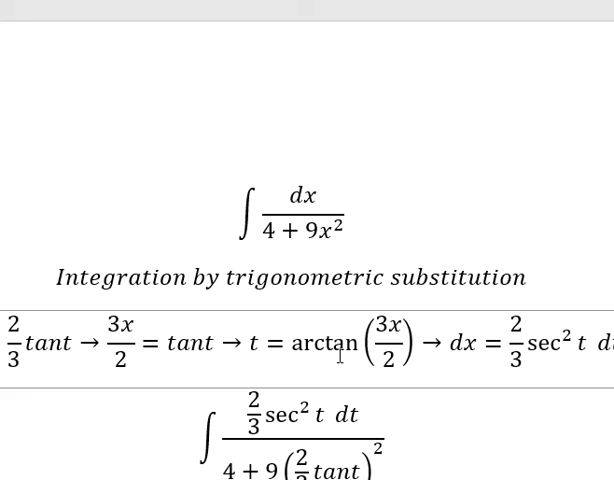 ∫ dx / (4 + 9x²)
Integration by trigonometric substitution
2/3 tant → 3x/2 = tant → t = arctan(3x/2) → dx = 2/3 sec² t d
∫ (2/3 sec² t dt) / (4 + 9(2/3 tant)²)